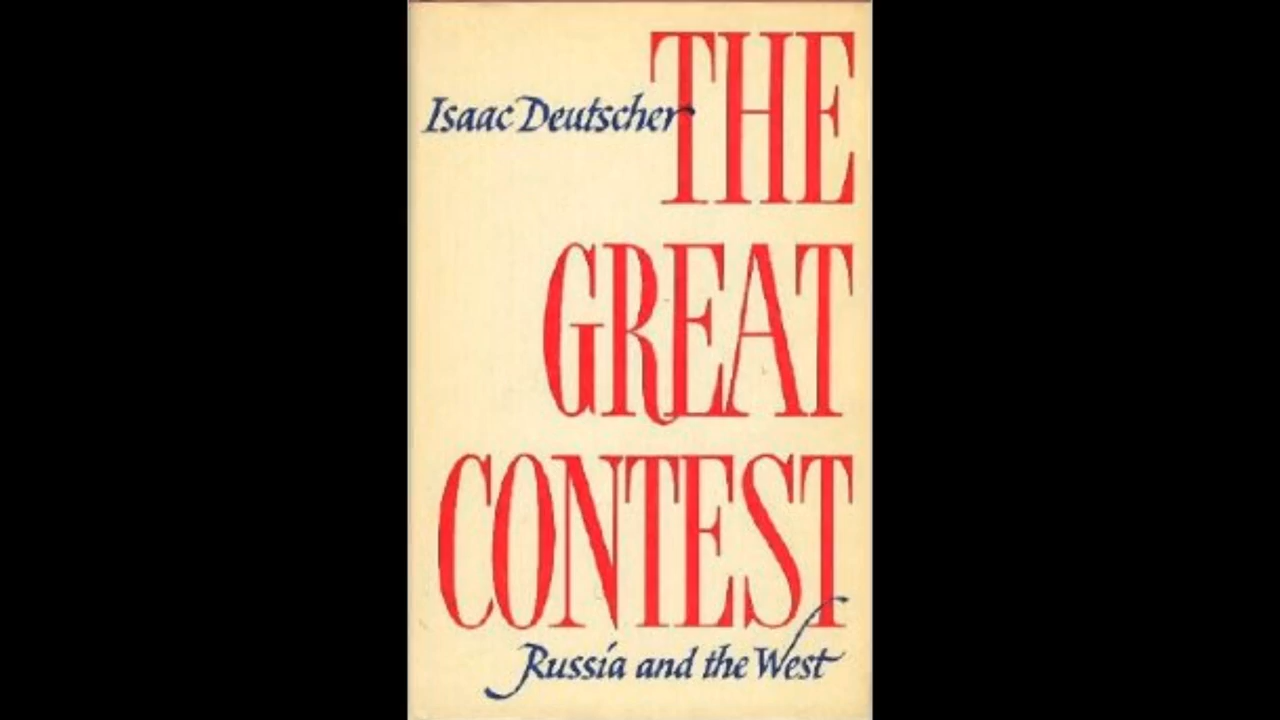 THE
Isaac Deutscher
GREAT
CONTEST
Russia and the West